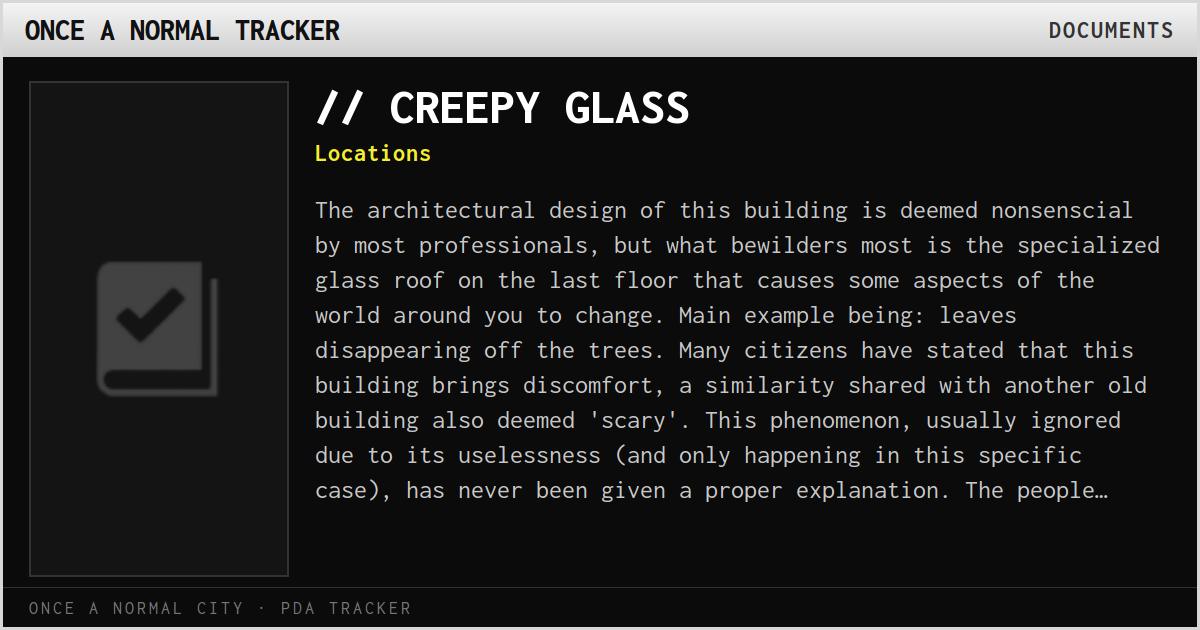 ONCE A NORMAL TRACKER
DOCUMENTS
// CREEPY GLASS
Locations
The architectural design of this building is deemed nonsenscial
by most professionals, but what bewilders most is the specialized
glass roof on the last floor that causes some aspects of the
world around you to change. Main example being: leaves
disappearing off the trees. Many citizens have stated that this
building brings discomfort, a similarity shared with another old
building also deemed 'scary'. This phenomenon, usually ignored
due to its uselessness (and only happening in this specific
case), has never been given a proper explanation. The people…
ONCE A NORMAL CITY · PDA TRACKER